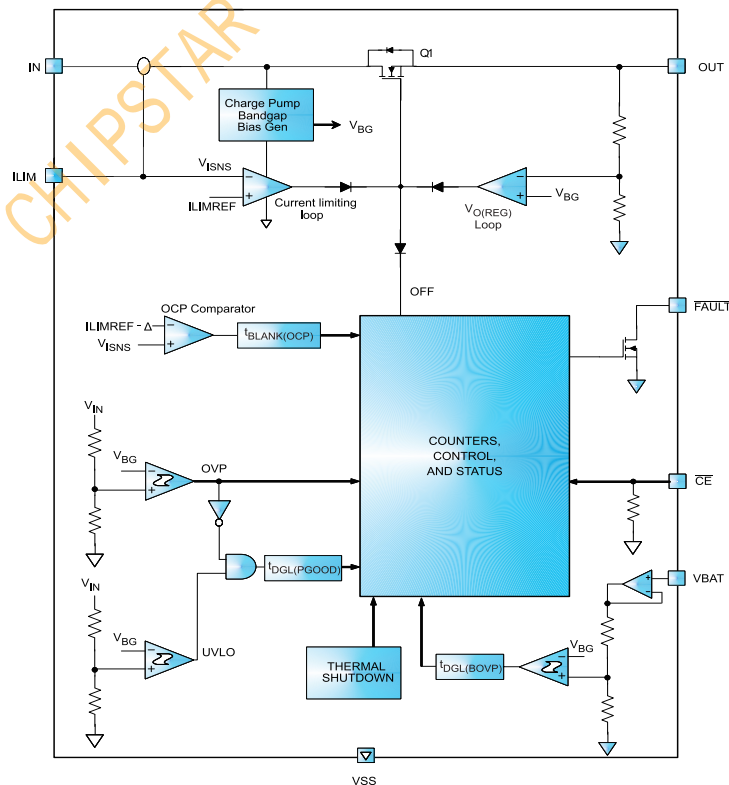 CHIPSTAR
Q1
IN
OUT
Charge Pump
Bandgap
Bias Gen
VBG
ILIM
VISNS
ILIMREF
Current limiting
loop
VO(REG)
Loop
VBG
OFF
FAULT
OCP Comparator
ILIMREF - Δ
VISNS
tBLANK(OCP)
COUNTERS,
CONTROL,
AND STATUS
VIN
VBG
OVP
CE
tDGL(PGOOD)
VIN
VBG
UVLO
VBAT
THERMAL
SHUTDOWN
tDGL(BOVP)
VBG
VSS